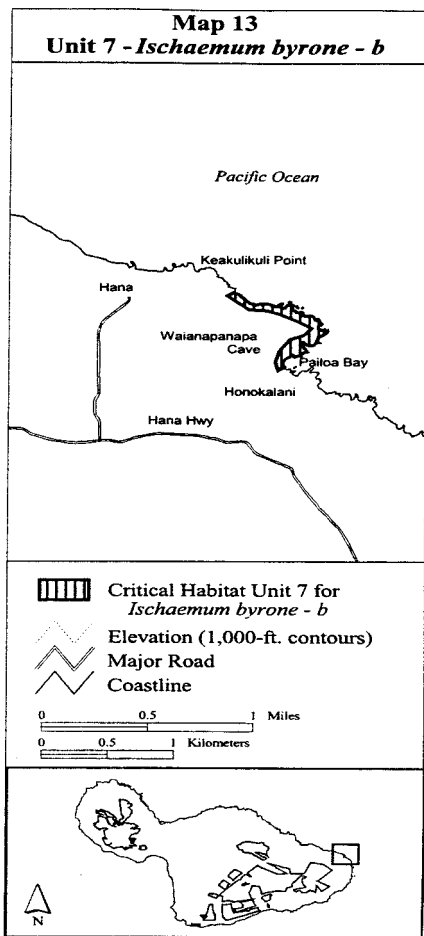 Map 13
Unit 7 - Ischaemum byrone - b
Pacific Ocean
Keakulikuli Point
Hana
Waianapanapa
Cave
Pailoa Bay
Honokalani
Hana Hwy
Critical Habitat Unit 7 for
Ischaemum byrone - b
Elevation (1,000-ft. contours)
Major Road
Coastline
0 0.5 1 Miles
0 0.5 1 Kilometers
N